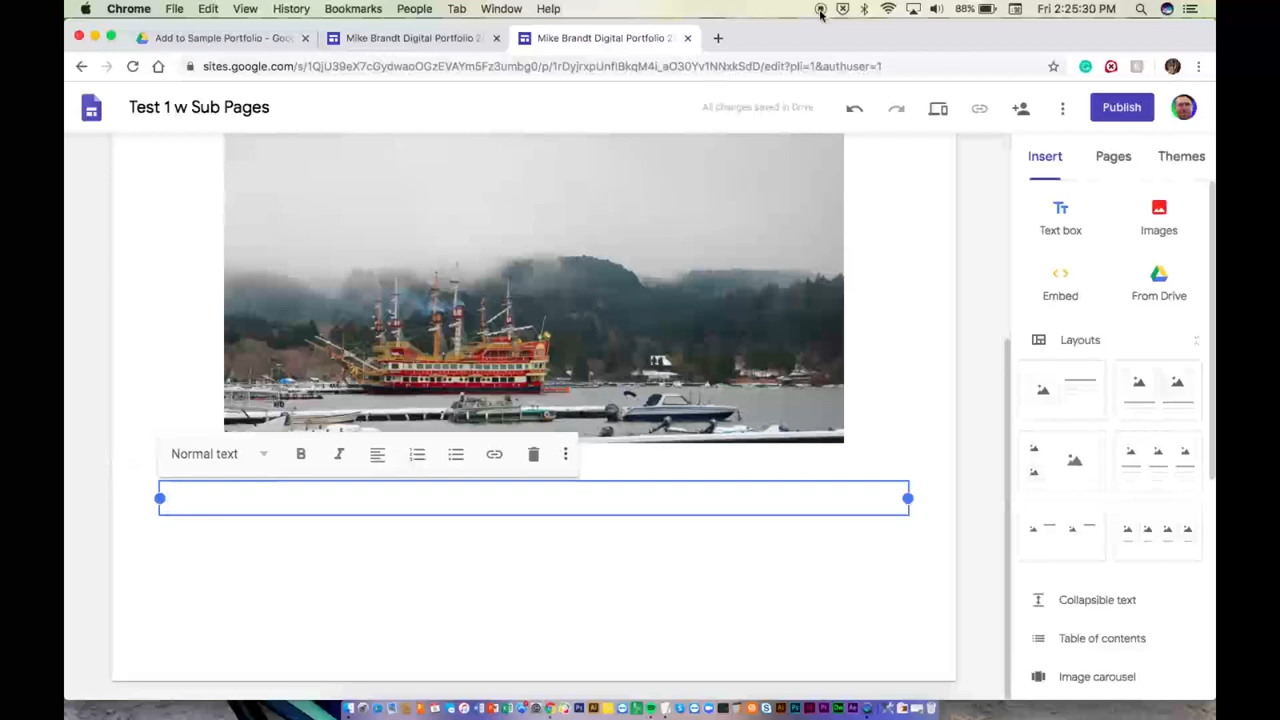 Chrome File Edit View History Bookmarks People Tab Window Help 88% Fri 2:25:30 PM
Add to Sample Portfolio - Goo Mike Brandt Digital Portfolio 2 Mike Brandt Digital Portfolio 2
Test 1 w Sub Pages
All changes saved in Drive
Publish
Insert Pages Themes
Text box Images
Embed From Drive
Layouts
Normal text B I
Collapsible text
Table of contents
Image carousel